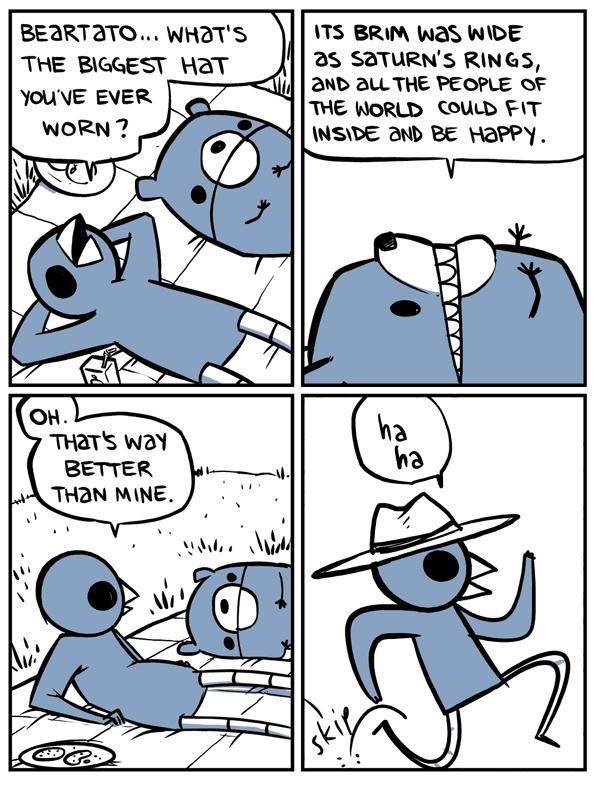 BEARTATO... WHAT'S
THE BIGGEST HAT
YOU'VE EVER
WORN?
ITS BRIM WAS WIDE
AS SATURN'S RINGS,
AND ALL THE PEOPLE OF
THE WORLD COULD FIT
INSIDE AND BE HAPPY.
OH.
THAT'S WAY
BETTER
THAN MINE.
ha
ha
skip